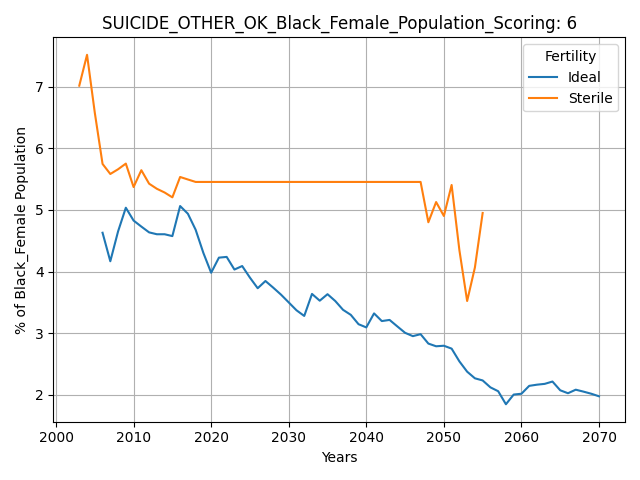 SUICIDE_OTHER_OK_Black_Female_Population_Scoring: 6
% of Black_Female Population
7
6
5
4
3
2
Fertility
Ideal
Sterile
2000 2010 2020 2030 2040 2050 2060 2070
Years